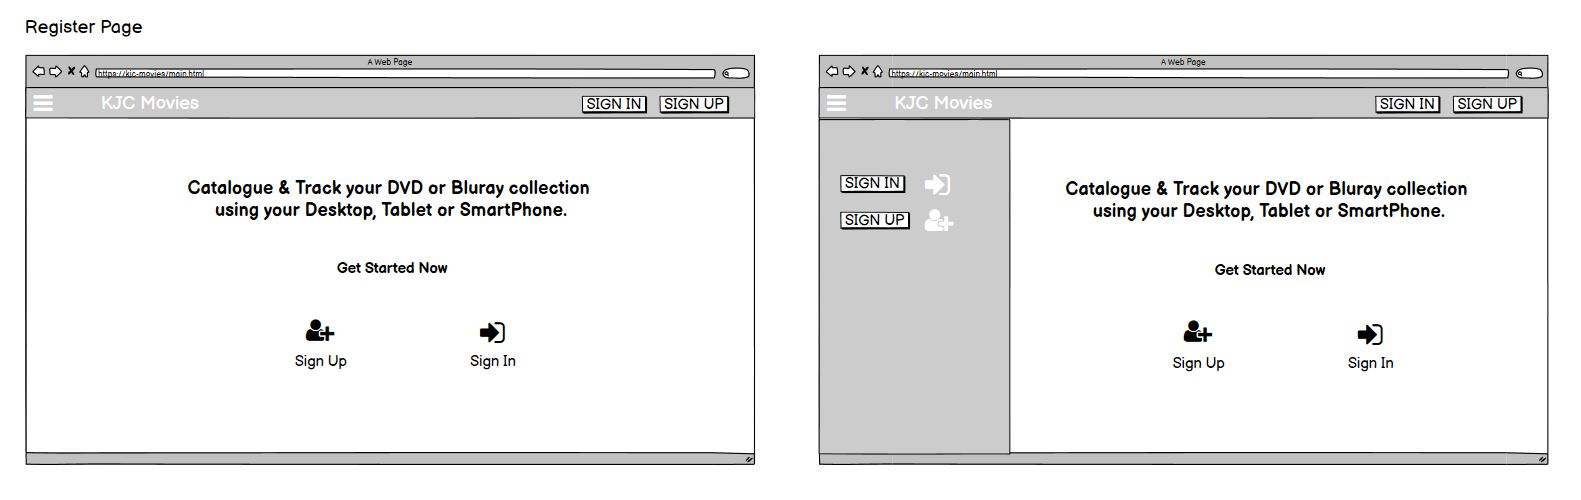 Register Page
A Web Page
https://kjc-movies/main.html
KJC Movies
SIGN IN
SIGN UP
Catalogue & Track your DVD or Bluray collection
using your Desktop, Tablet or SmartPhone.
Get Started Now
Sign Up
Sign In
A Web Page
https://kjc-movies/main.html
KJC Movies
SIGN IN
SIGN UP
SIGN IN
SIGN UP
Catalogue & Track your DVD or Bluray collection
using your Desktop, Tablet or SmartPhone.
Get Started Now
Sign Up
Sign In